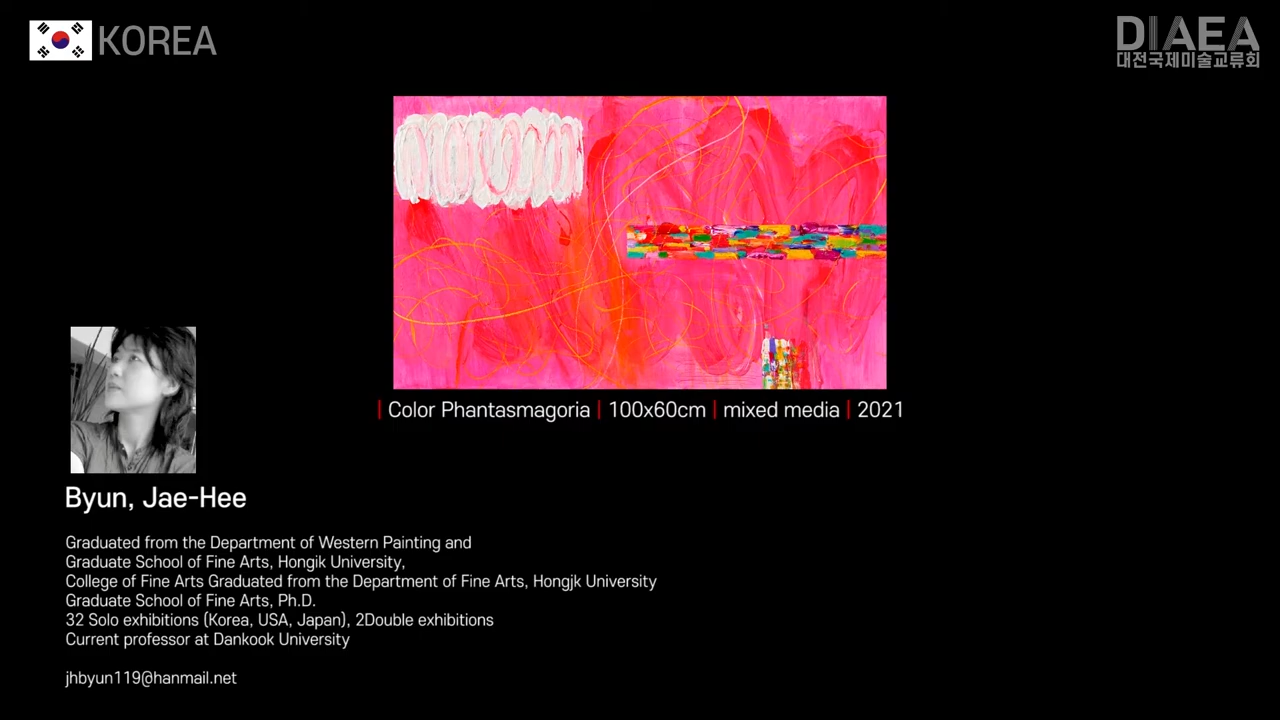 KOREA
DIAEA
대전국제미술교류회
| Color Phantasmagoria | 100x60cm | mixed media | 2021
Byun, Jae-Hee
Graduated from the Department of Western Painting and
Graduate School of Fine Arts, Hongik University,
College of Fine Arts Graduated from the Department of Fine Arts, Hongjk University
Graduate School of Fine Arts, Ph.D.
32 Solo exhibitions (Korea, USA, Japan), 2Double exhibitions
Current professor at Dankook University
jhbyun119@hanmail.net